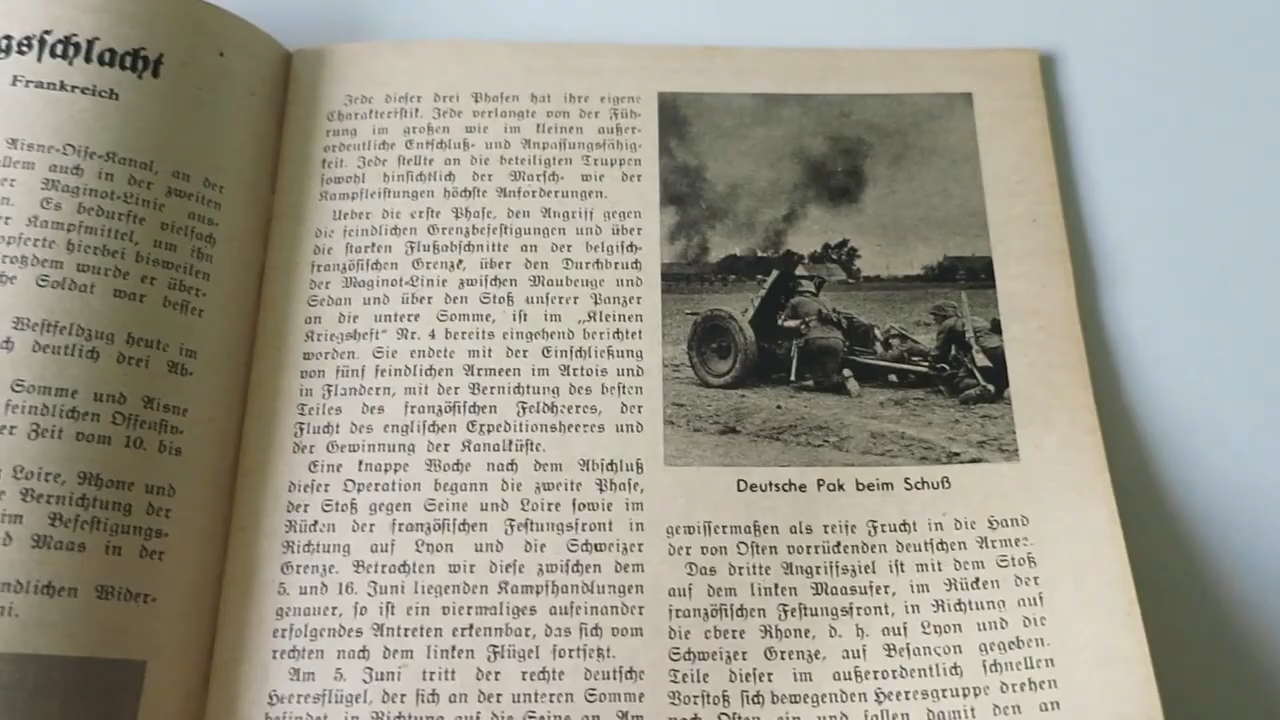 gsschlacht
Frankreich
Aisne-Oise-Kanal, an der
allem auch in der zweiten
er Maginot-Linie aus-
n. Es bedurfte vielfach
r Kampfmittel, um ihn
opferte hierbei bisweilen
roßdem wurde er über-
he Soldat war besser
Westfeldzug heute im
ch deutlich drei Ab-
Somme und Aisne
feindlichen Offensiv-
er Zeit vom 10. bis
Loire, Rhone und
e Vernichtung der
im Befestigungs-
d Maas in der
ndlichen Wider-
ni.
Jede dieser drei Phasen hat ihre eigene
Charakteristik. Jede verlangte von der Füh-
rung im großen wie im kleinen außer-
ordentliche Entschluß- und Anpassungsfähig-
keit. Jede stellte an die beteiligten Truppen
sowohl hinsichtlich der Marsch- wie der
Kampfleistungen höchste Anforderungen.
Ueber die erste Phase, den Angriff gegen
die feindlichen Grenzbefestigungen und über
die starken Flußabschnitte an der belgisch-
französischen Grenze, über den Durchbruch
der Maginot-Linie zwischen Maubeuge und
Sedan und über den Stoß unserer Panzer
an die untere Somme, ist im „Kleinen
Kriegsheft“ Nr. 4 bereits eingehend berichtet
worden. Sie endete mit der Einschließung
von fünf feindlichen Armeen im Artois und
in Flandern, mit der Vernichtung des besten
Teiles des französischen Feldheeres, der
Flucht des englischen Expeditionsheeres und
der Gewinnung der Kanalküste.
Eine knappe Woche nach dem Abschluß
dieser Operation begann die zweite Phase,
der Stoß gegen Seine und Loire sowie im
Rücken der französischen Festungsfront in
Richtung auf Lyon und die Schweizer
Grenze. Betrachten wir diese zwischen dem
5. und 16. Juni liegenden Kampfhandlungen
genauer, so ist ein viermaliges aufeinander
erfolgendes Antreten erkennbar, das sich vom
rechten nach dem linken Flügel fortsetzt.
Am 5. Juni tritt der rechte deutsche
Heeresflügel, der sich an der unteren Somme
befindet, in Richtung auf die Seine an. Am
Deutsche Pak beim Schuß
gewissermaßen als reife Frucht in die Hand
der von Osten vorrückenden deutschen Armee.
Das dritte Angriffsziel ist mit dem Stoß
auf dem linken Maasufer, im Rücken der
französischen Festungsfront, in Richtung auf
die obere Rhone, d. h. auf Lyon und die
Schweizer Grenze, auf Besançon gegeben.
Teile dieser im außerordentlich schnellen
Vorstoß sich bewegenden Heeresgruppe drehen
nach Osten ein und fallen damit den an